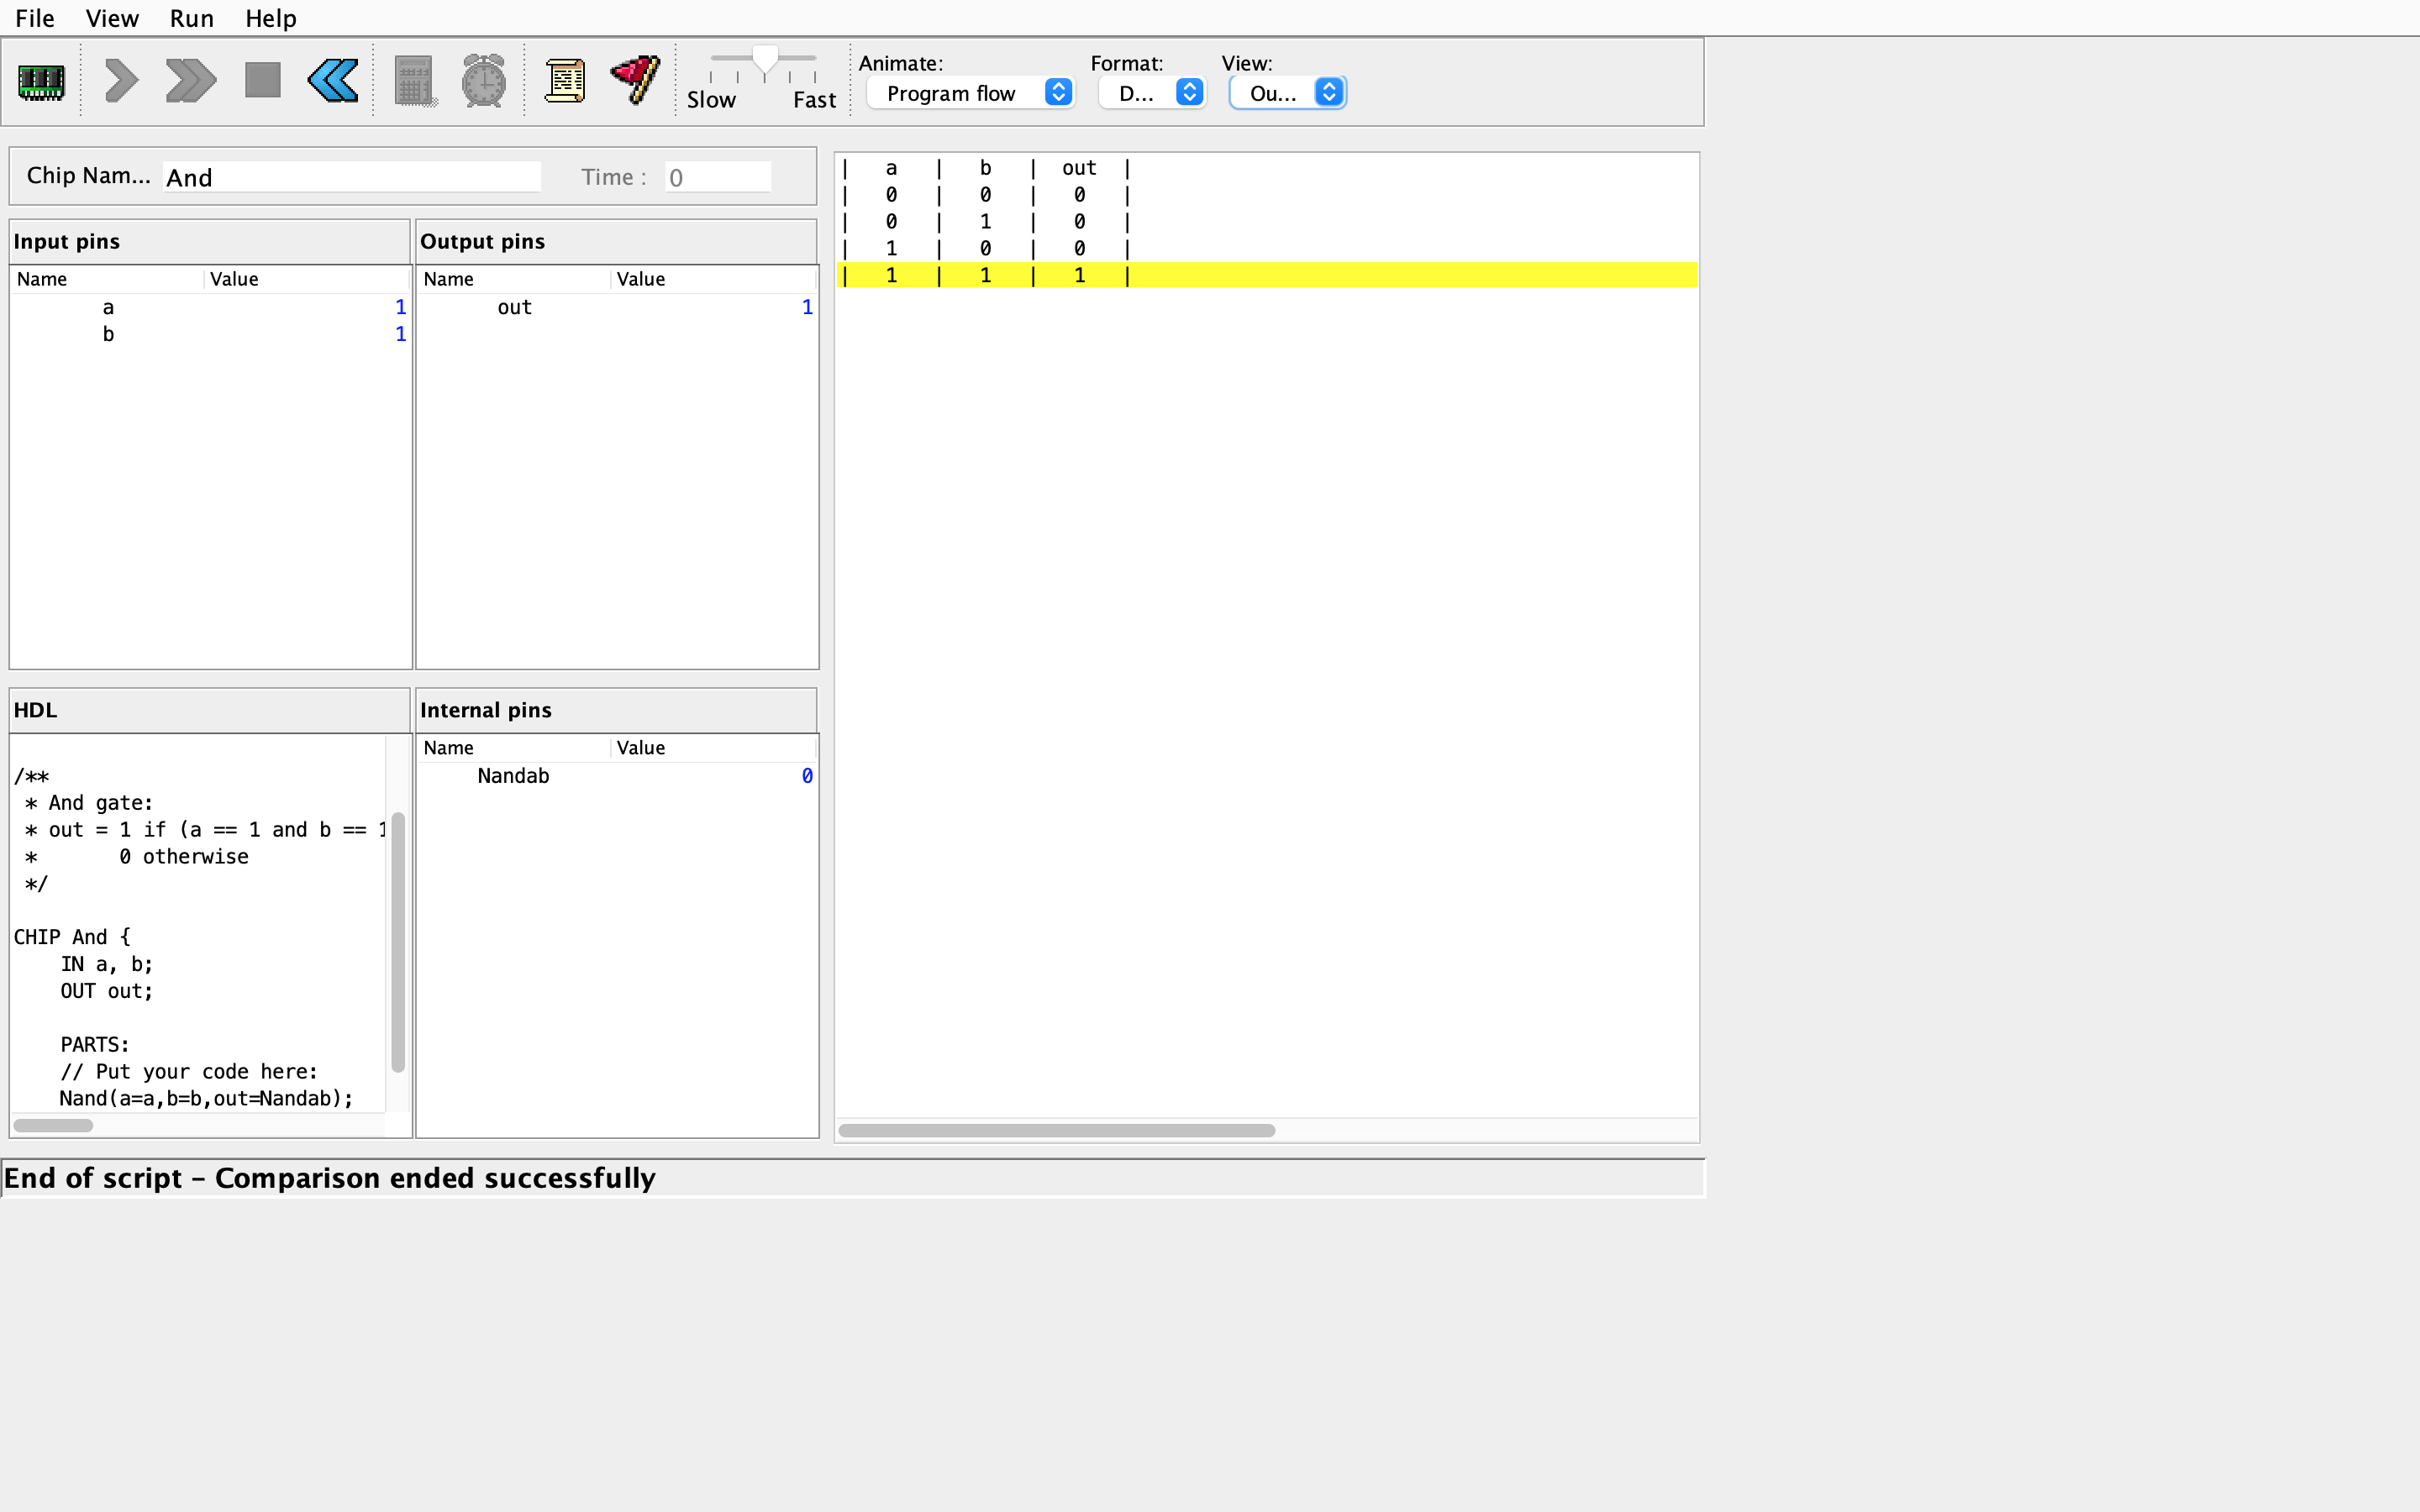 File View Run Help
Slow Fast
Animate: Format: View:
Program flow D... Ou...
Chip Nam... And Time : 0
Input pins
Name Value
a 1
b 1
Output pins
Name Value
out 1
HDL
/**
 * And gate:
 * out = 1 if (a == 1 and b == 1
 *       0 otherwise
 */
CHIP And {
    IN a, b;
    OUT out;
    PARTS:
    // Put your code here:
    Nand(a=a,b=b,out=Nandab);
Internal pins
Name Value
Nandab 0
|   a   |   b   |  out  |
|   0   |   0   |   0   |
|   0   |   1   |   0   |
|   1   |   0   |   0   |
|   1   |   1   |   1   |
End of script – Comparison ended successfully